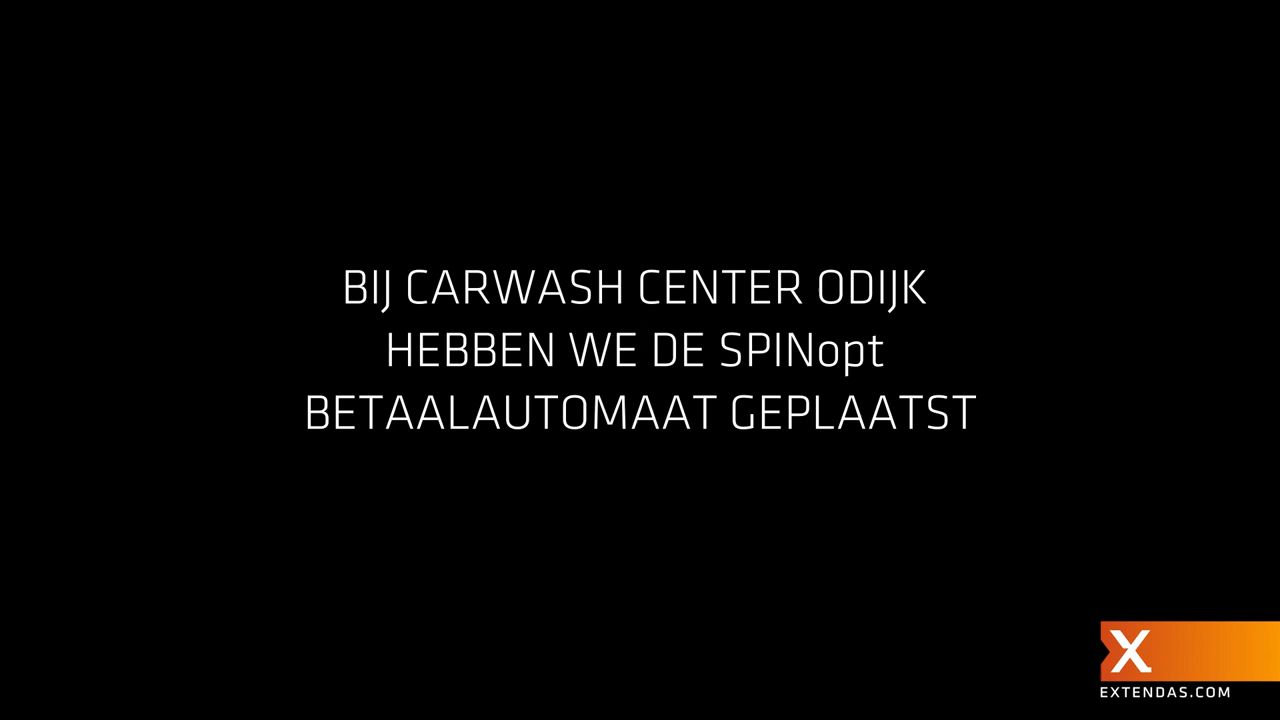 BIJ CARWASH CENTER ODIJK
HEBBEN WE DE SPINopt
BETAALAUTOMAAT GEPLAATST
X
EXTENDAS.COM